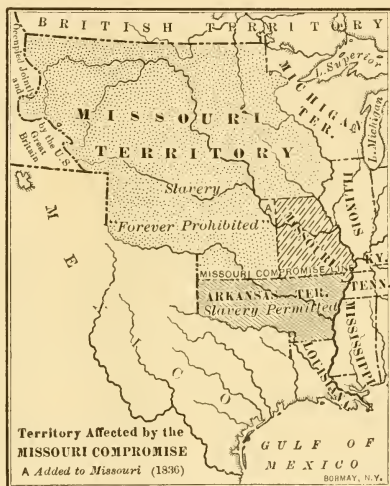 BRITISH TERRITORY
Occupied Jointly
and
by the U.S.
Great
Britain
L. Superior
MICHIGAN
TER.
L. Michigan
MISSOURI
TERRITORY
Slavery
"Forever Prohibited"
A
MISSOURI
ILLINOIS
KY.
MISSOURI COMPROMISE LINE
TENN.
ARKANSAS TER.
Slavery Permitted
MISSISSIPPI
LOUISIANA
MEXICO
Territory Affected by the
MISSOURI COMPROMISE
A Added to Missouri (1836)
GULF OF
MEXICO
BORMAY, N.Y.